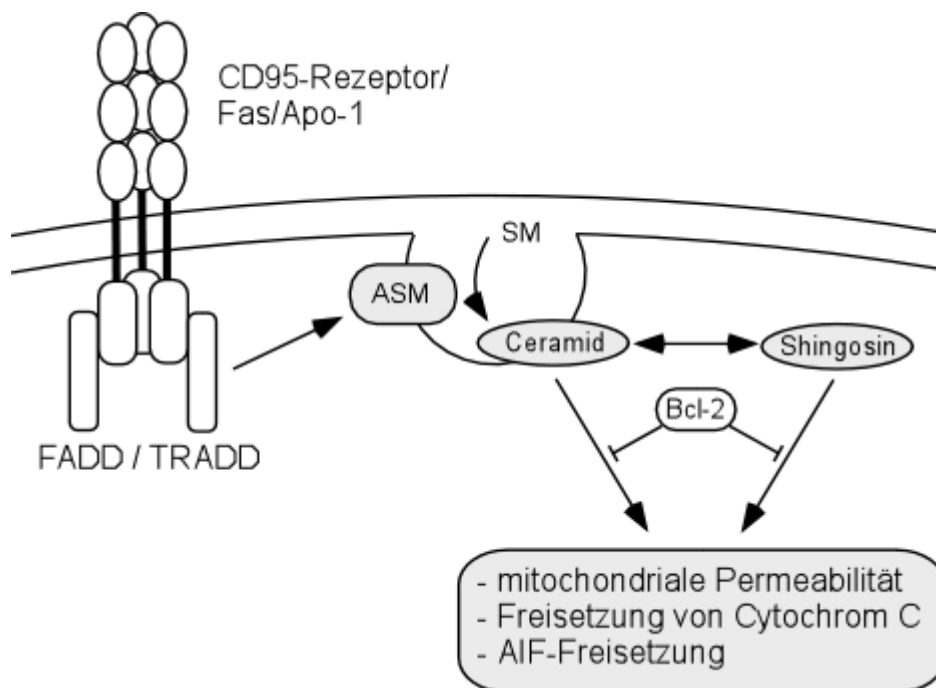 CD95-Rezeptor/
Fas/Apo-1
SM
ASM
Ceramid
Shingosin
Bcl-2
FADD / TRADD
- mitochondriale Permeabilität
- Freisetzung von Cytochrom C
- AIF-Freisetzung